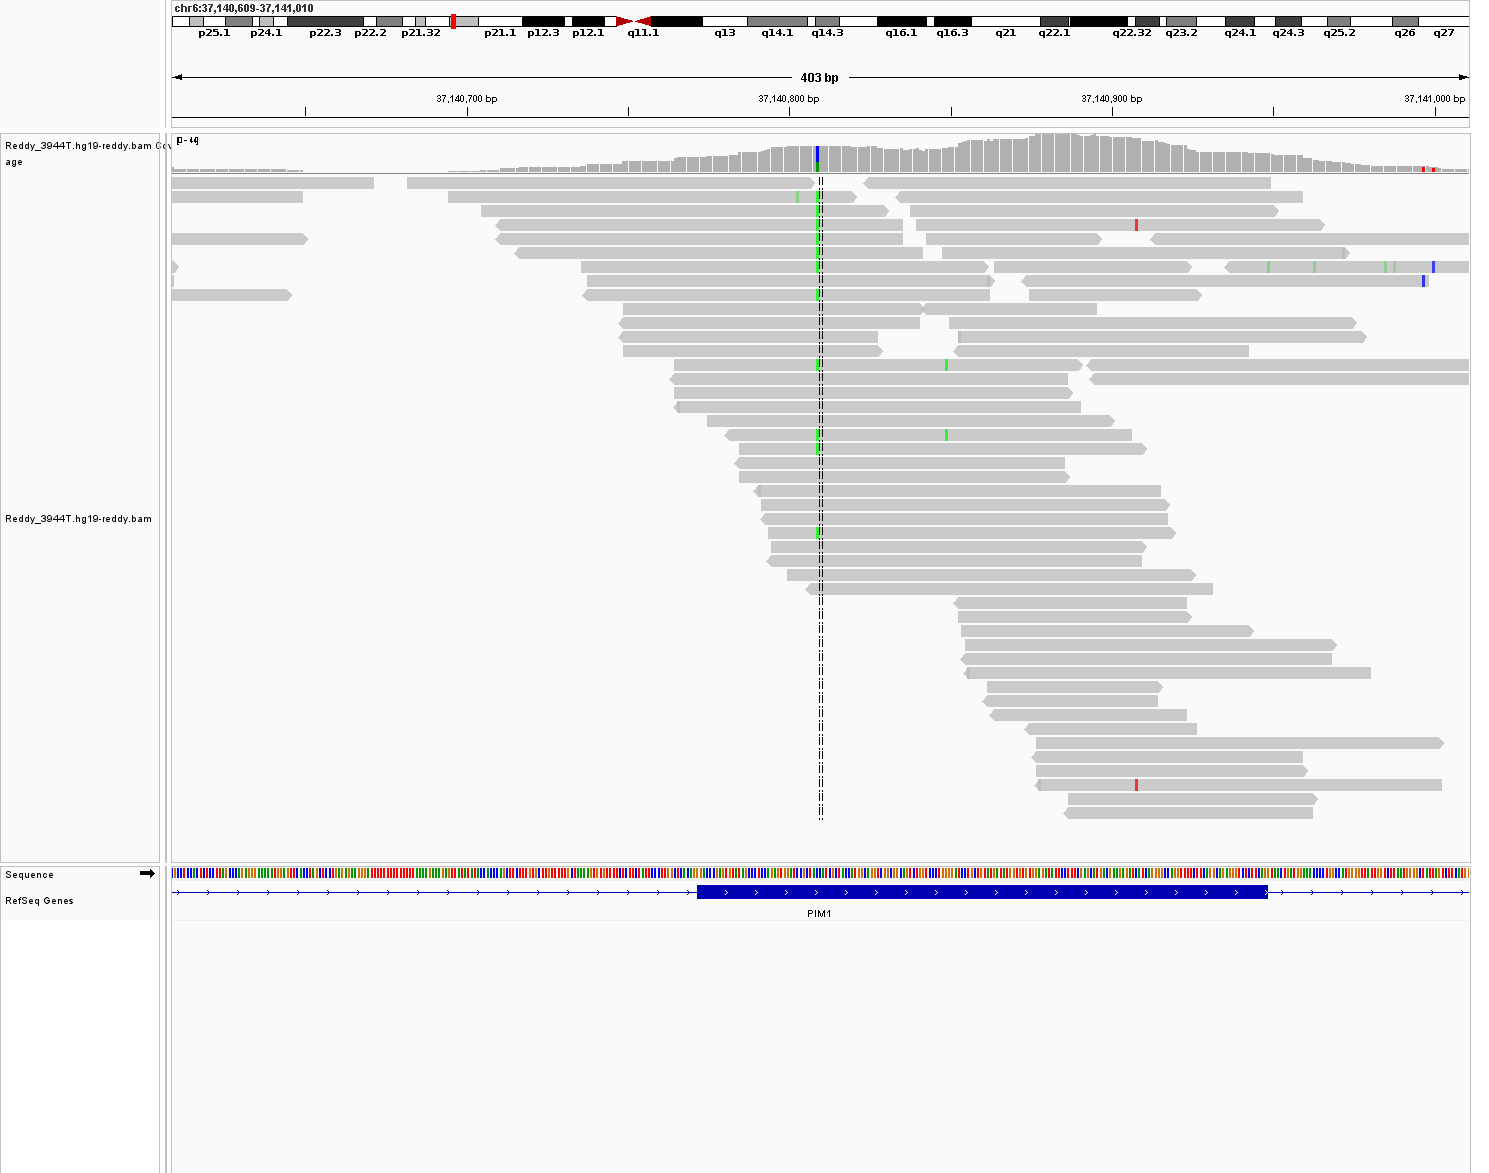 chr6:37,140,609-37,141,010
p25.1 p24.1 p22.3 p22.2 p21.32 p21.1 p12.3 p12.1 q11.1 q13 q14.1 q14.3 q16.1 q16.3 q21 q22.1 q22.32 q23.2 q24.1 q24.3 q25.2 q26 q27
403 bp
37,140,700 bp 37,140,800 bp 37,140,900 bp 37,141,000 bp
Reddy_3944T.hg19-reddy.bam Cov
age
[0 - 44]
Reddy_3944T.hg19-reddy.bam
Sequence
RefSeq Genes
PIM1